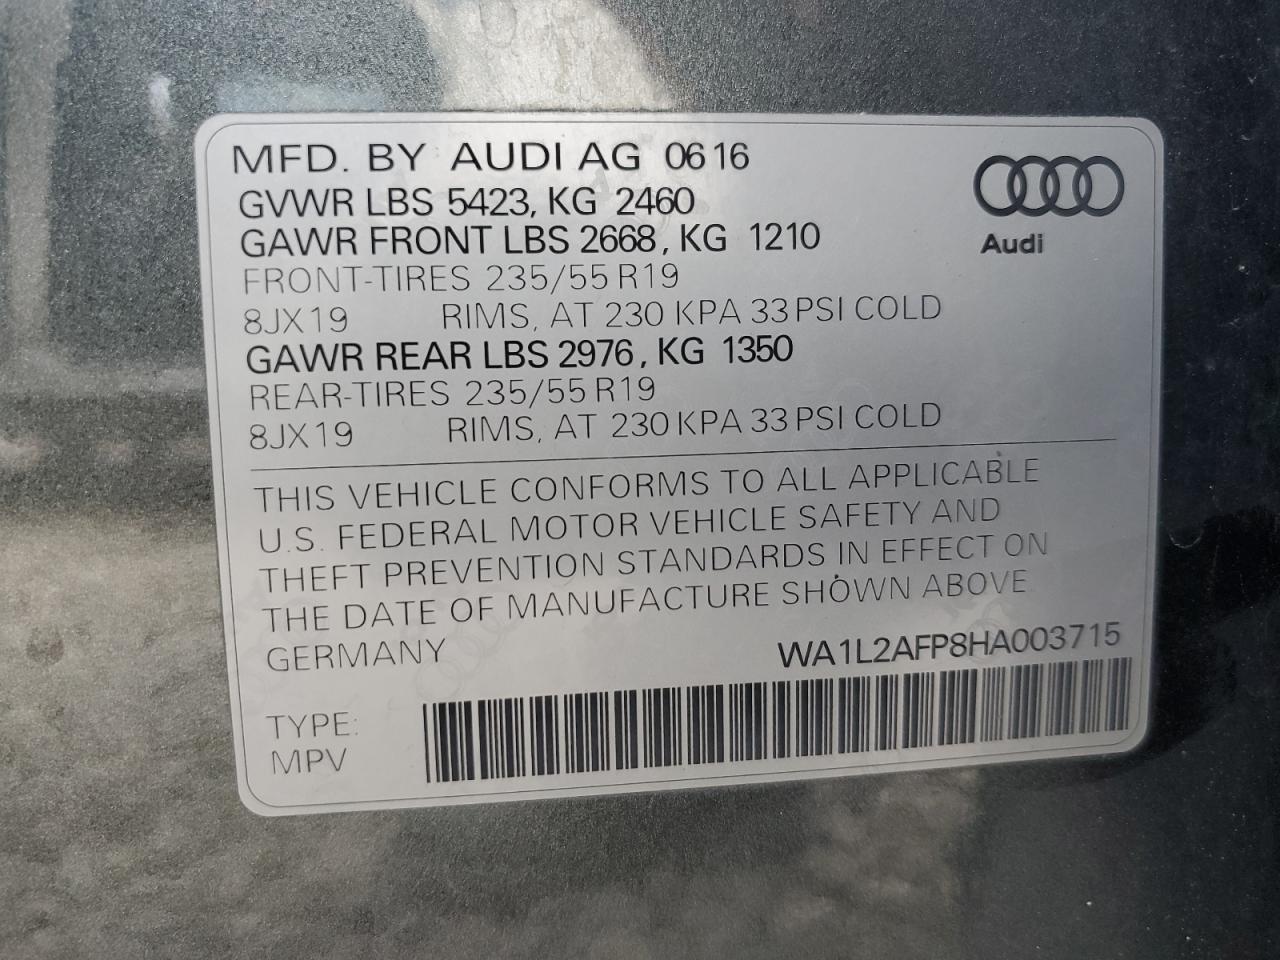 MFD. BY AUDI AG 0616
GVWR LBS 5423, KG 2460
GAWR FRONT LBS 2668, KG 1210
FRONT-TIRES 235/55 R19
8JX19 RIMS, AT 230 KPA 33 PSI COLD
GAWR REAR LBS 2976, KG 1350
REAR-TIRES 235/55 R19
8JX19 RIMS, AT 230 KPA 33 PSI COLD
Audi
THIS VEHICLE CONFORMS TO ALL APPLICABLE
U.S. FEDERAL MOTOR VEHICLE SAFETY AND
THEFT PREVENTION STANDARDS IN EFFECT ON
THE DATE OF MANUFACTURE SHOWN ABOVE
GERMANY
WA1L2AFP8HA003715
TYPE:
MPV